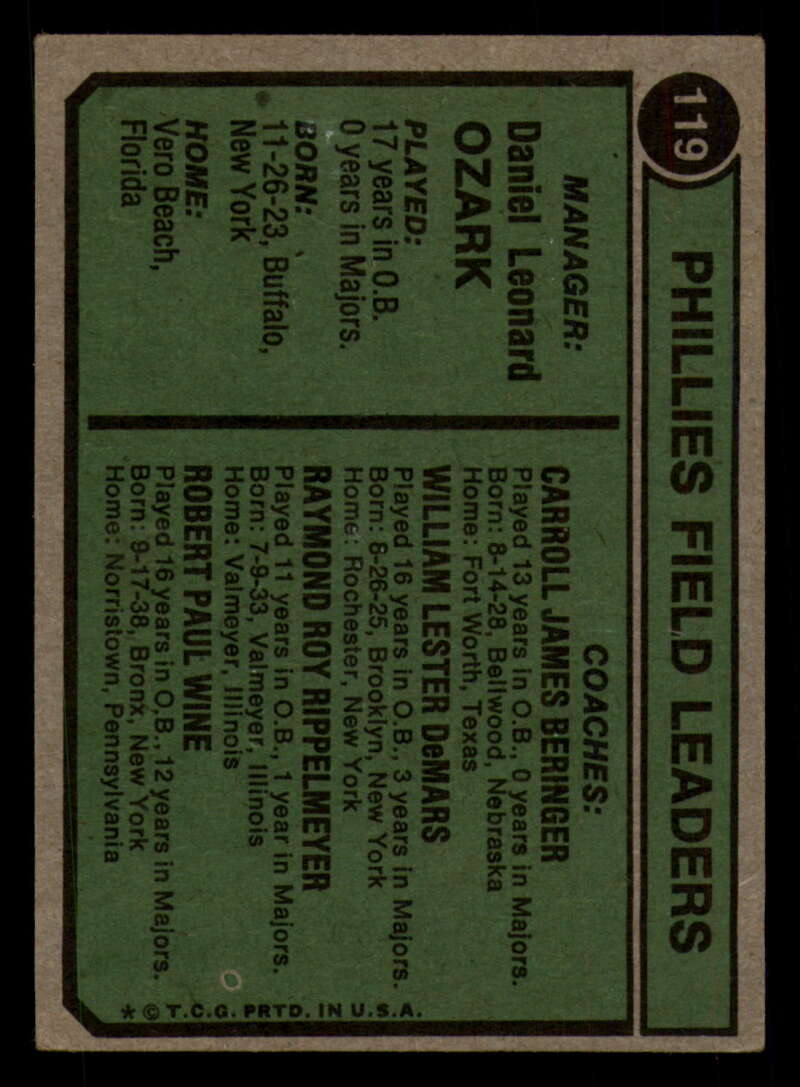 119
PHILLIES FIELD LEADERS
MANAGER:
Daniel Leonard
OZARK
PLAYED:
17 years in O.B.
0 years in Majors.
BORN:
11-26-23, Buffalo,
New York
HOME:
Vero Beach,
Florida
COACHES:
CARROLL JAMES BERINGER
Played 13 years in O.B., 0 years in Majors.
Born: 8-14-28, Bellwood, Nebraska
Home: Fort Worth, Texas
WILLIAM LESTER DeMARS
Played 16 years in O.B., 3 years in Majors.
Born: 8-26-25, Brooklyn, New York
Home: Rochester, New York
RAYMOND ROY RIPPELMEYER
Played 11 years in O.B., 1 year in Majors.
Born: 7-9-33, Valmeyer, Illinois
Home: Valmeyer, Illinois
ROBERT PAUL WINE
Played 16 years in O.B., 12 years in Majors.
Born: 9-17-38, Bronx, New York
Home: Norristown, Pennsylvania
* © T.C.G. PRTD. IN U.S.A.